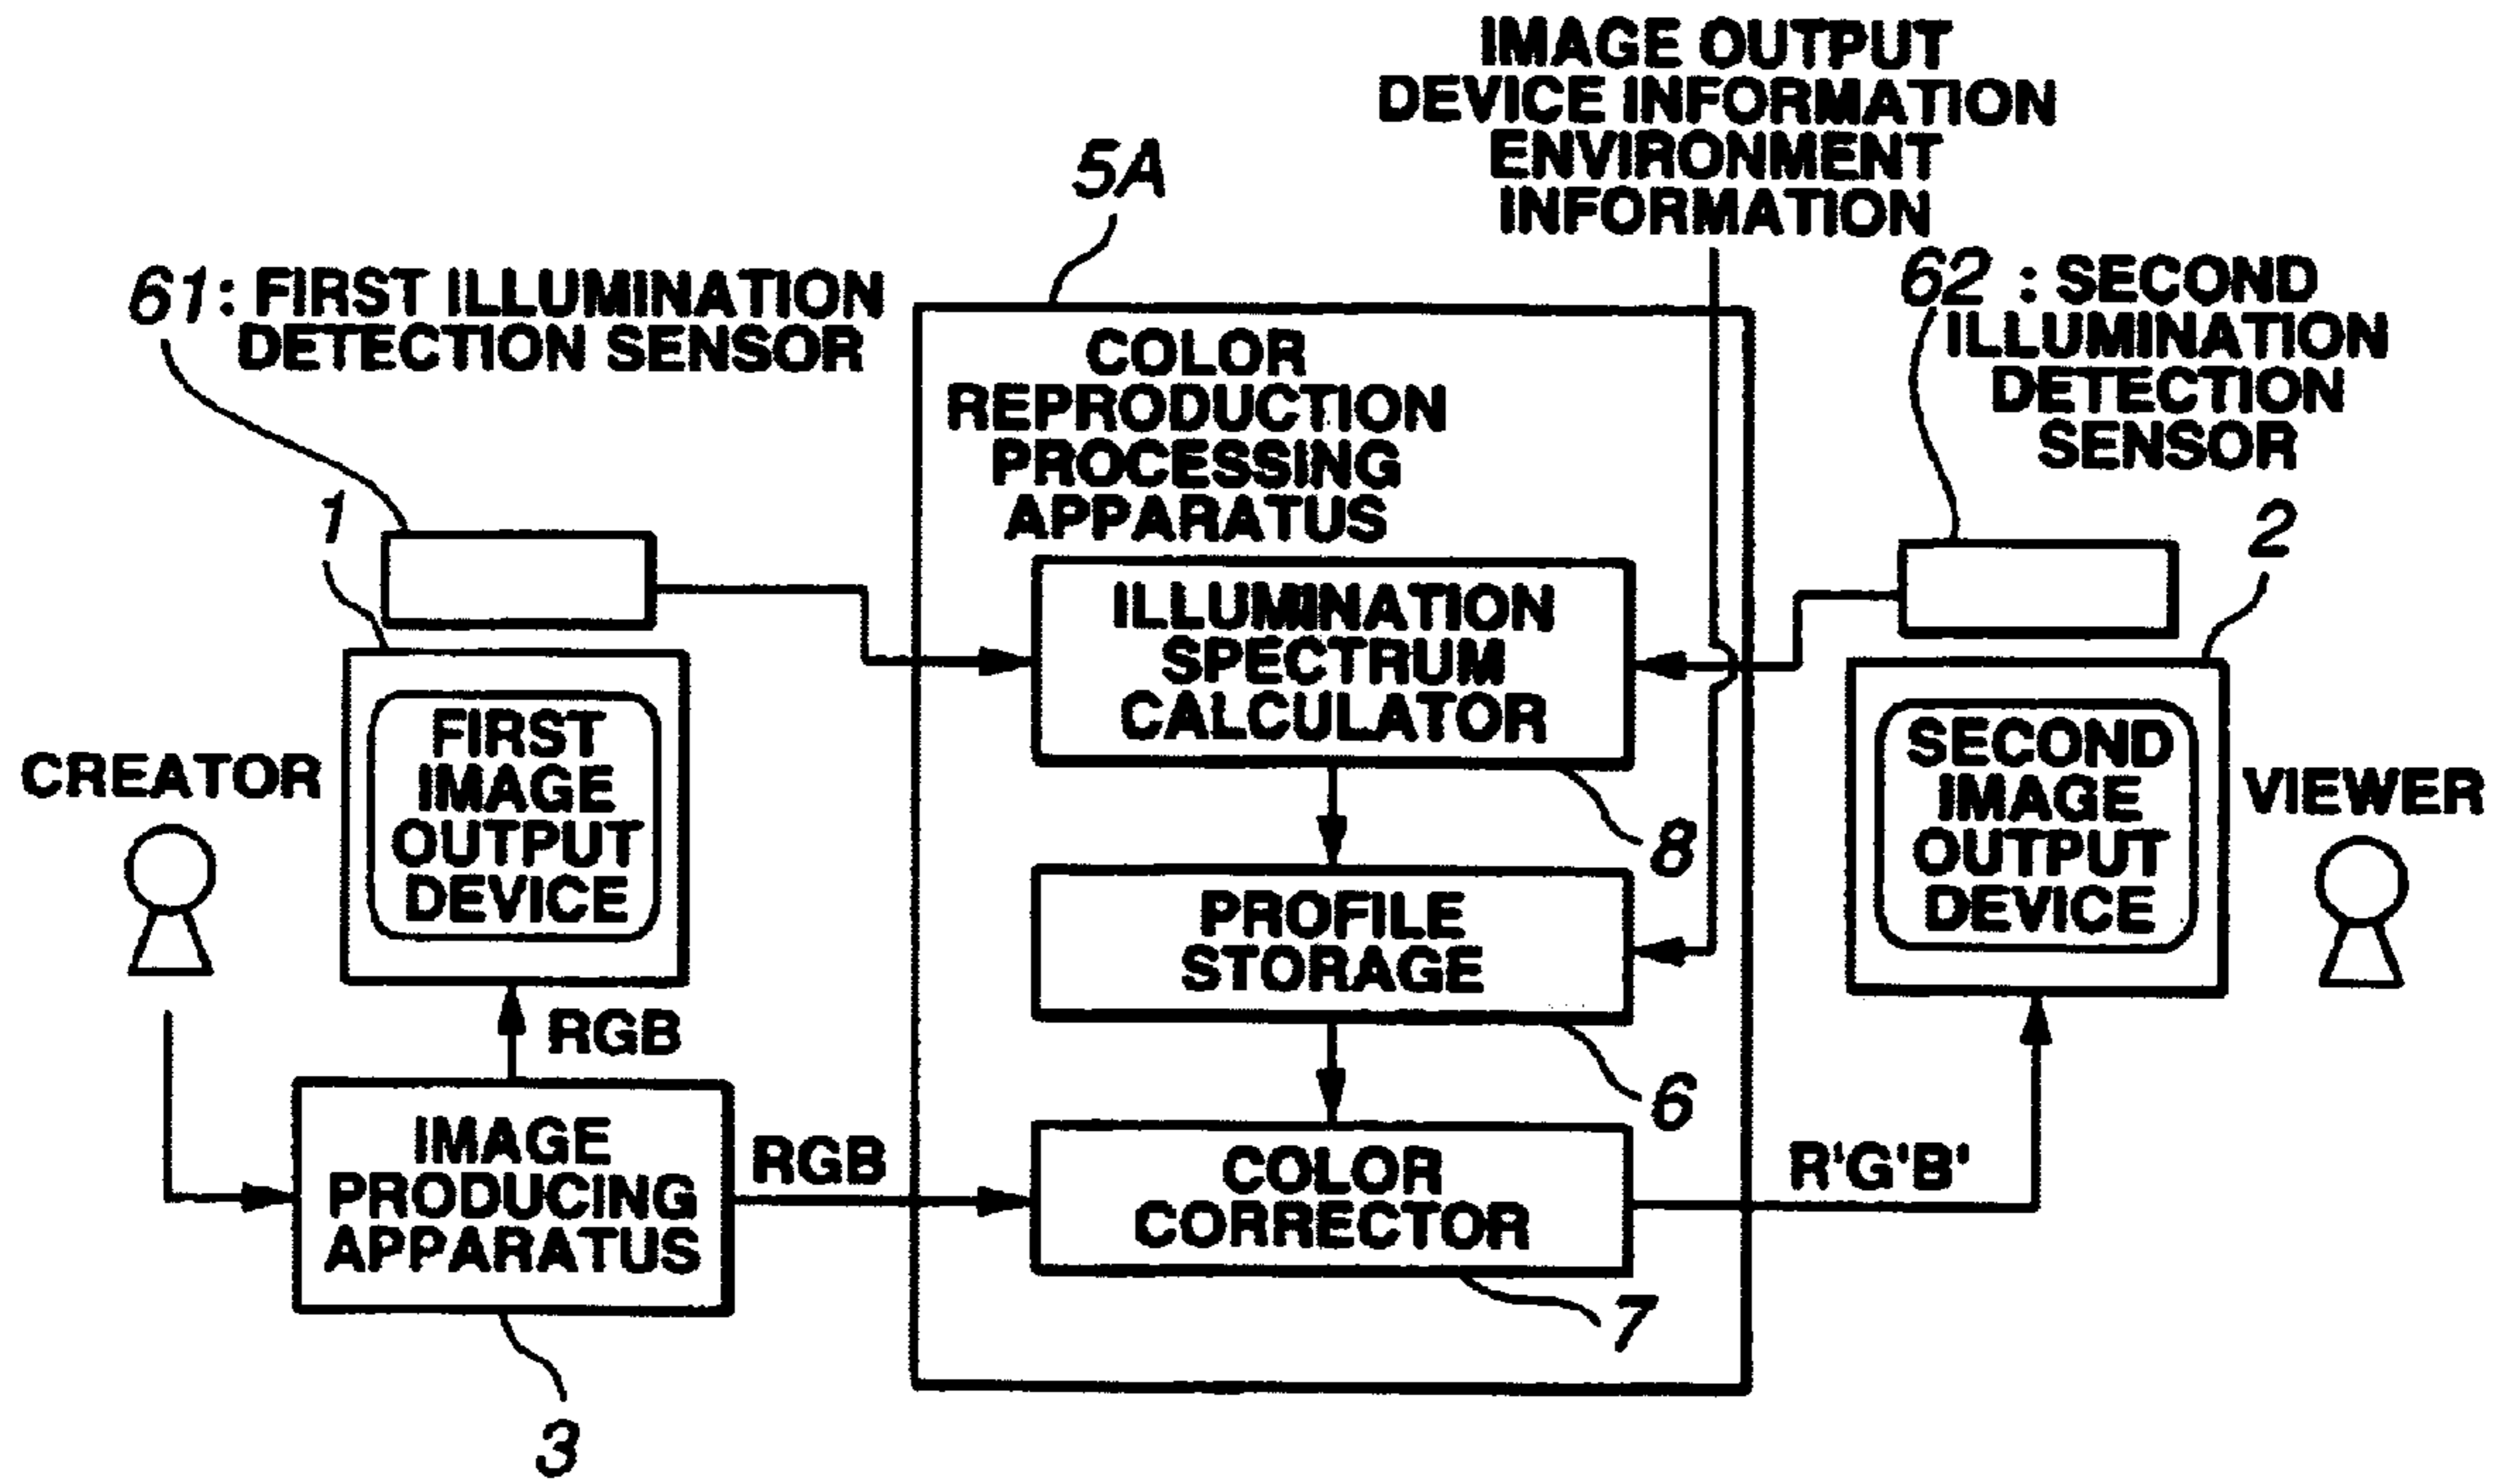 IMAGE OUTPUT
DEVICE INFORMATION
ENVIRONMENT
INFORMATION
5A
61: FIRST ILLUMINATION
DETECTION SENSOR
62 : SECOND
ILLUMINATION
DETECTION
SENSOR
COLOR
REPRODUCTION
PROCESSING
APPARATUS
1
2
ILLUMINATION
SPECTRUM
CALCULATOR
8
FIRST
IMAGE
OUTPUT
DEVICE
CREATOR
SECOND
IMAGE
OUTPUT
DEVICE
VIEWER
PROFILE
STORAGE
6
RGB
IMAGE
PRODUCING
APPARATUS
3
RGB
COLOR
CORRECTOR
7
R'G'B'